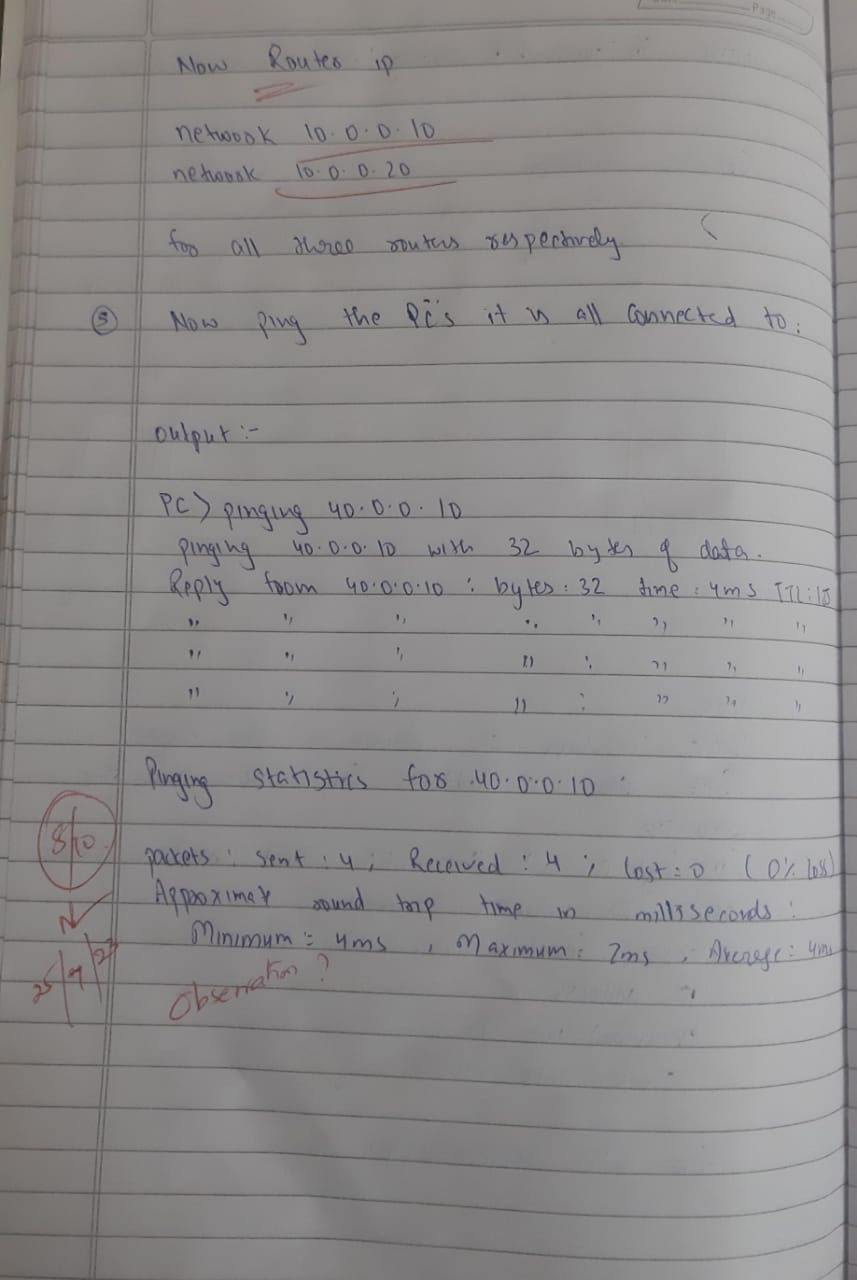 Page
Now Router ip
network 10.0.0.10
network 10.0.0.20
for all three routers respectively
③ Now ping the PC's it is all connected to.
output :-
PC> pinging 40.0.0.10
pinging 40.0.0.10 with 32 bytes of data.
Reply from 40.0.0.10 : bytes : 32 time : 4ms TTL:
" " " " " " " "
" " " " : " " "
" " " " : " " "
Pinging statistics for 40.0.0.10 :
8/10
packets : sent : 4 ; Received : 4 ; lost = 0 (0% loss)
Approximate round trip time in milliseconds :
Minimum = 4ms , Maximum : 7ms , Average : 4ms
25/7/23
Observation ?